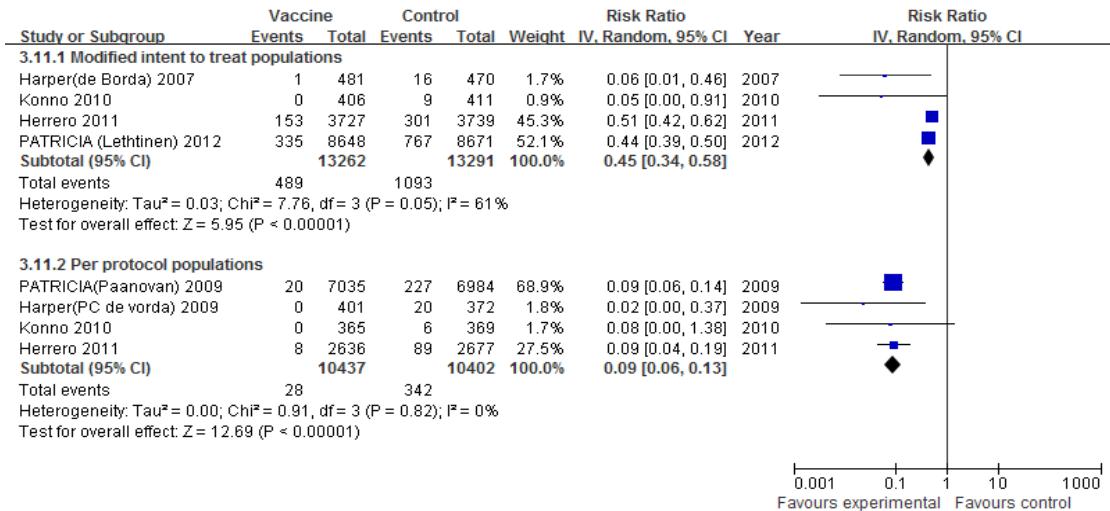 Vaccine Control Risk Ratio Risk Ratio
Study or Subgroup Events Total Events Total Weight IV, Random, 95% CI Year IV, Random, 95% CI
3.11.1 Modified intent to treat populations
Harper(de Borda) 2007 1 481 16 470 1.7% 0.06 [0.01, 0.46] 2007
Konno 2010 0 406 9 411 0.9% 0.05 [0.00, 0.91] 2010
Herrero 2011 153 3727 301 3739 45.3% 0.51 [0.42, 0.62] 2011
PATRICIA (Lethtinen) 2012 335 8648 767 8671 52.1% 0.44 [0.39, 0.50] 2012
Subtotal (95% CI) 13262 13291 100.0% 0.45 [0.34, 0.58]
Total events 489 1093
Heterogeneity: Tau² = 0.03; Chi² = 7.76, df = 3 (P = 0.05); I² = 61%
Test for overall effect: Z = 5.95 (P < 0.00001)
3.11.2 Per protocol populations
PATRICIA(Paanovan) 2009 20 7035 227 6984 68.9% 0.09 [0.06, 0.14] 2009
Harper(PC de vorda) 2009 0 401 20 372 1.8% 0.02 [0.00, 0.37] 2009
Konno 2010 0 365 6 369 1.7% 0.08 [0.00, 1.38] 2010
Herrero 2011 8 2636 89 2677 27.5% 0.09 [0.04, 0.19] 2011
Subtotal (95% CI) 10437 10402 100.0% 0.09 [0.06, 0.13]
Total events 28 342
Heterogeneity: Tau² = 0.00; Chi² = 0.91, df = 3 (P = 0.82); I² = 0%
Test for overall effect: Z = 12.69 (P < 0.00001)
0.001 0.1 1 10 1000
Favours experimental Favours control